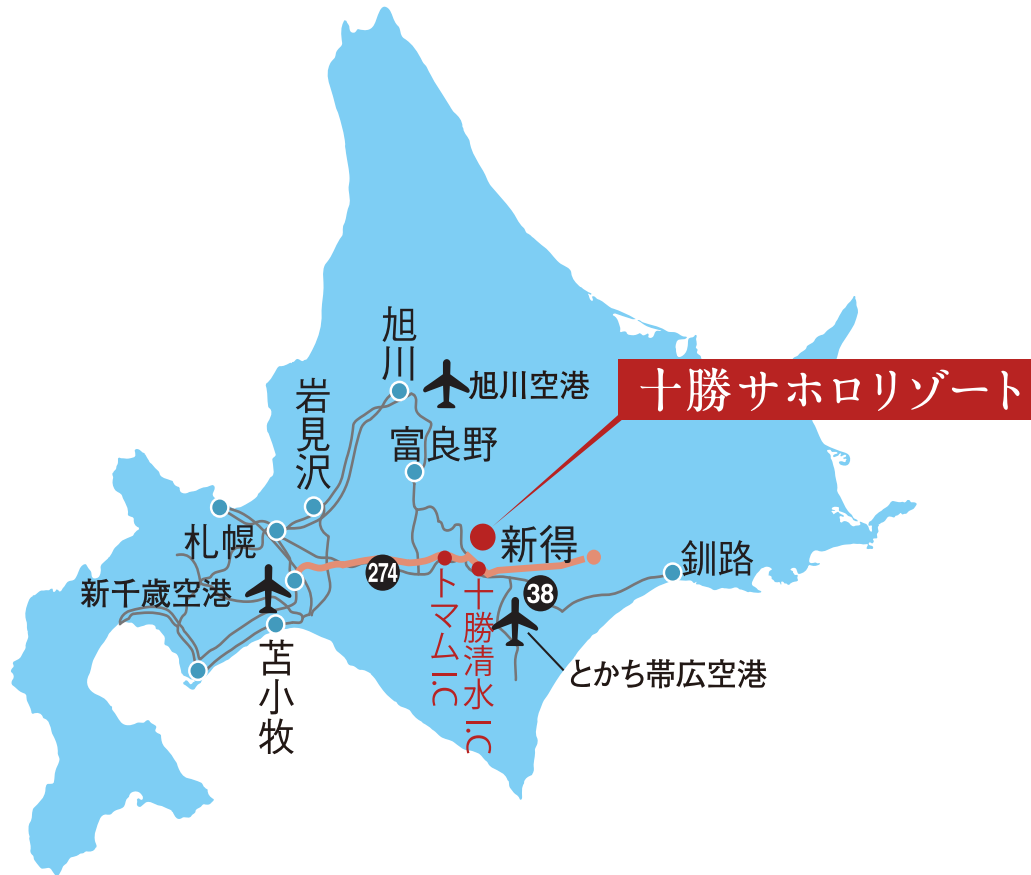 旭川
旭川空港
十勝サホロリゾート
岩見沢
富良野
札幌
新得
釧路
新千歳空港
274
38
トマムI.C
十勝清水I.C
苫小牧
とかち帯広空港